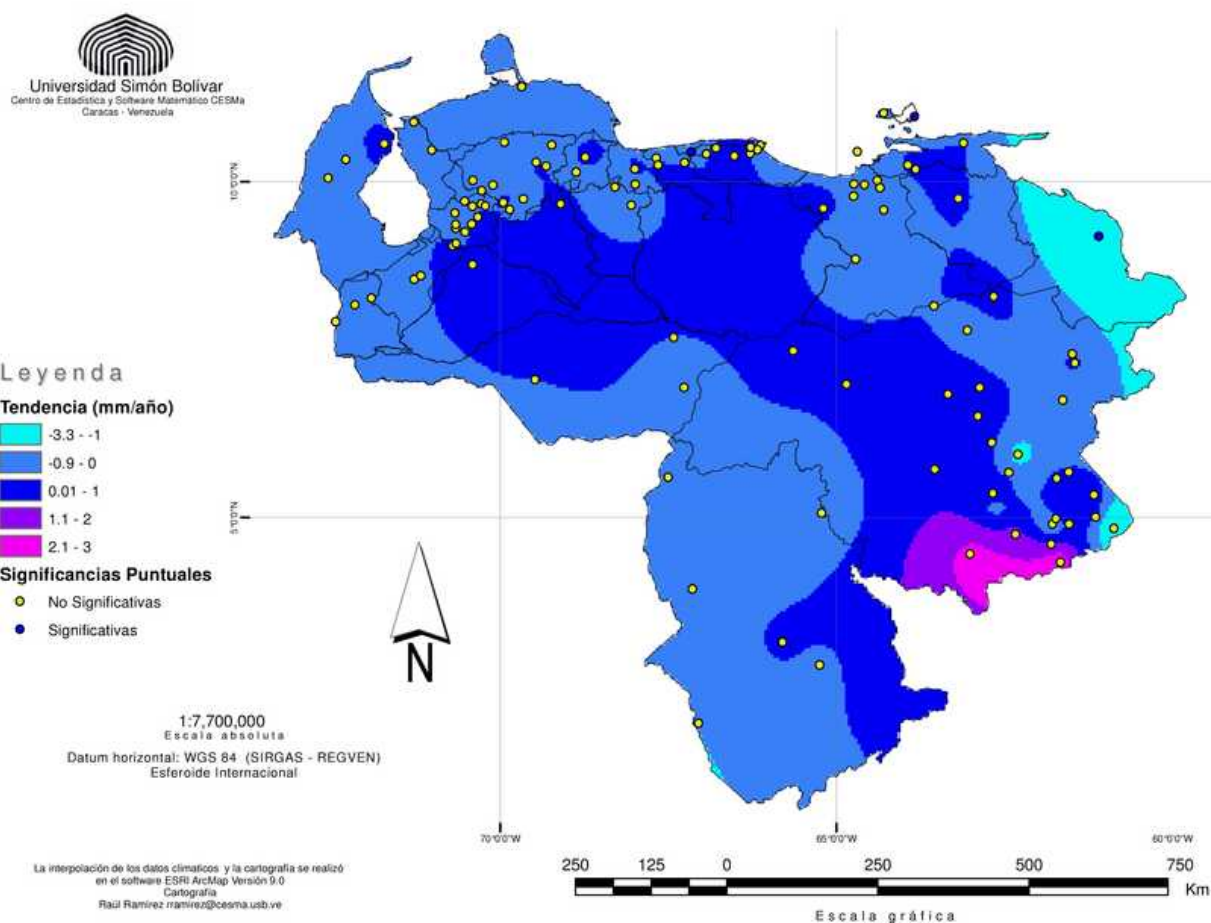 Universidad Simón Bolívar
Centro de Estadística y Software Matemático CESMa
Caracas - Venezuela
10°0'0"N
5°0'0"N
Leyenda
Tendencia (mm/año)
-3.3 - -1
-0.9 - 0
0.01 - 1
1.1 - 2
2.1 - 3
Significancias Puntuales
No Significativas
Significativas
N
1:7,700,000
Escala absoluta
Datum horizontal: WGS 84 (SIRGAS - REGVEN)
Esferoide Internacional
70°0'0"W
65°0'0"W
60°0'0"W
La interpolación de los datos climaticos y la cartografía se realizó
en el software ESRI ArcMap Versión 9.0
Cartografía
Raúl Ramírez rramirez@cesma.usb.ve
250 125 0 250 500 750
Km
Escala gráfica